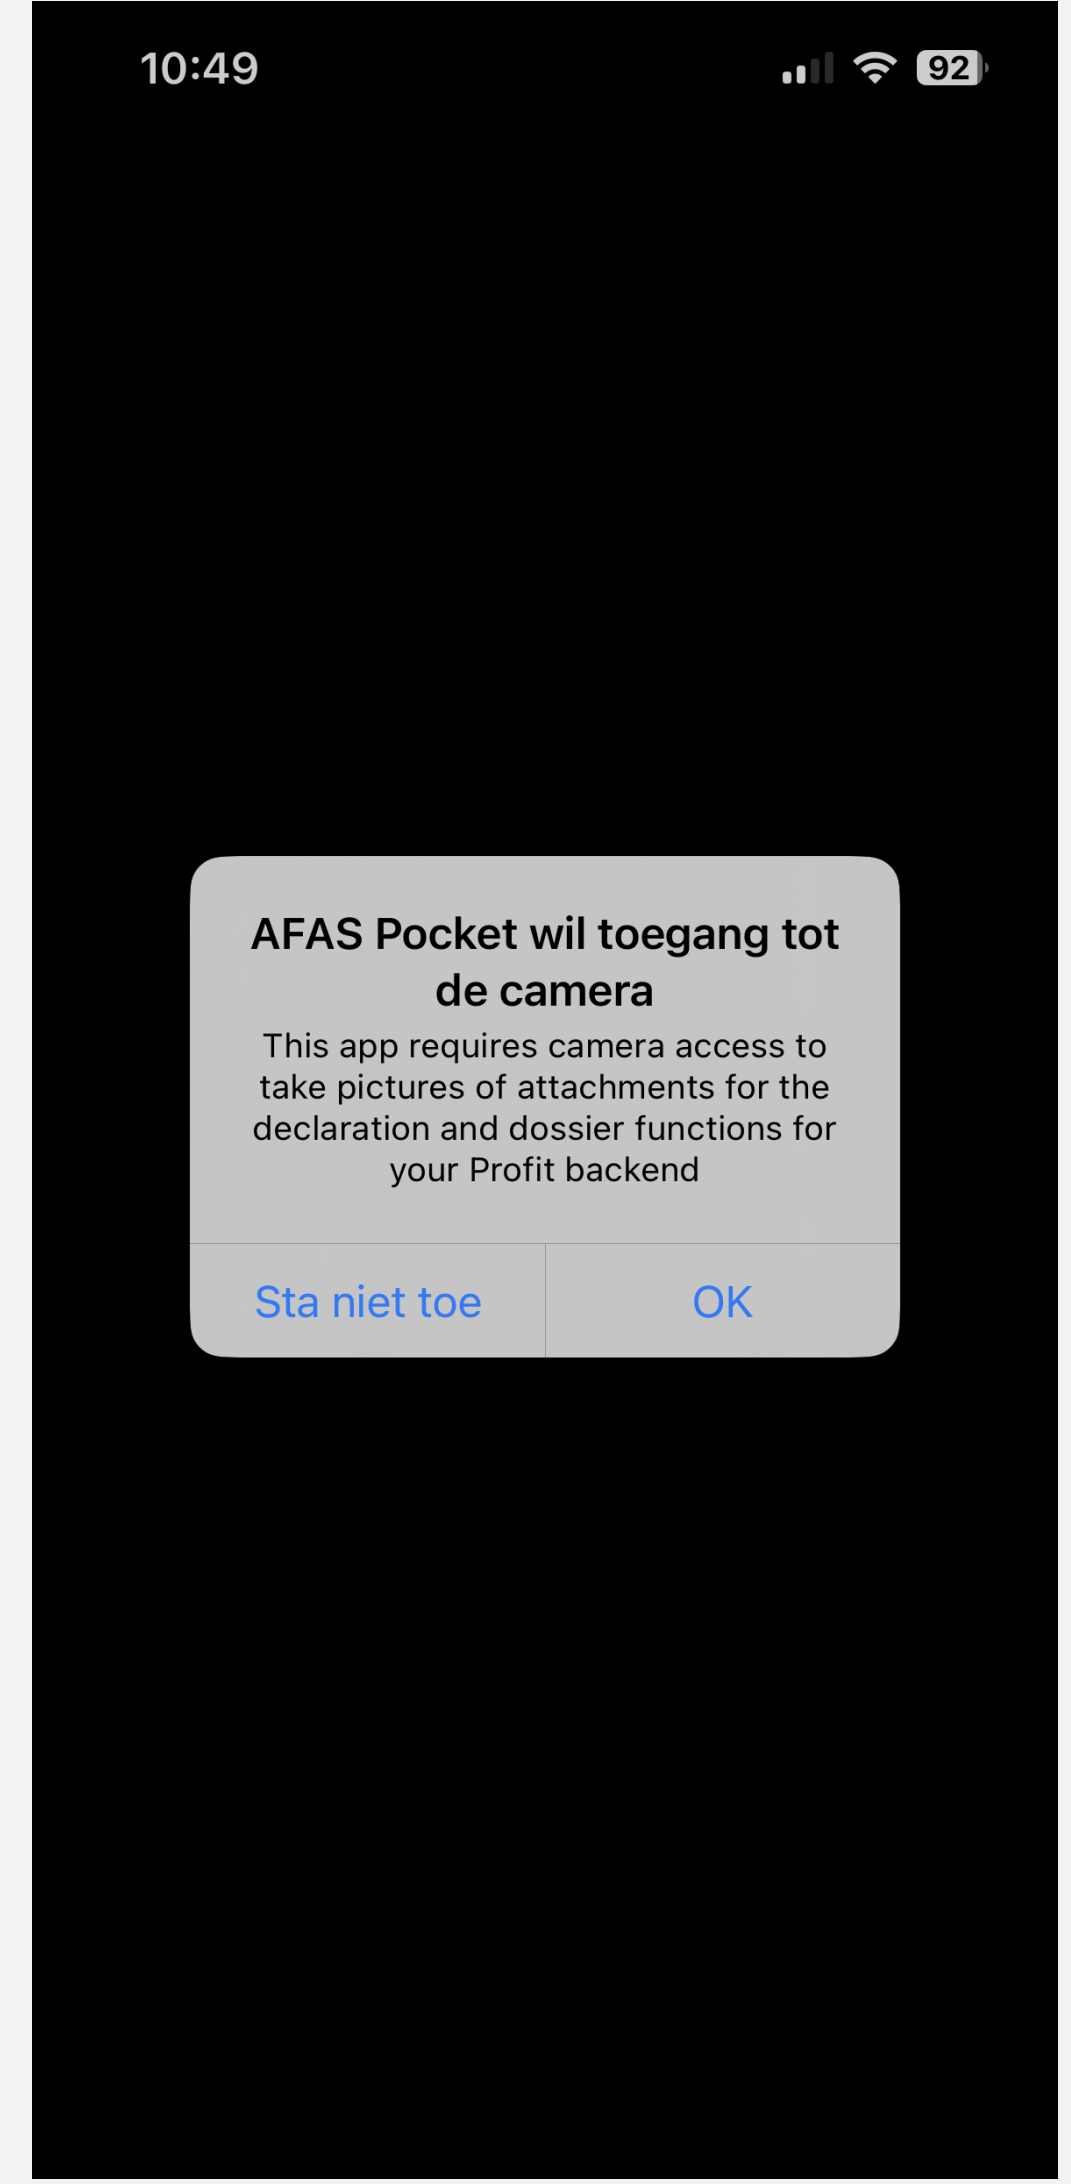 10:49
92
AFAS Pocket wil toegang tot
de camera
This app requires camera access to
take pictures of attachments for the
declaration and dossier functions for
your Profit backend
Sta niet toe
OK